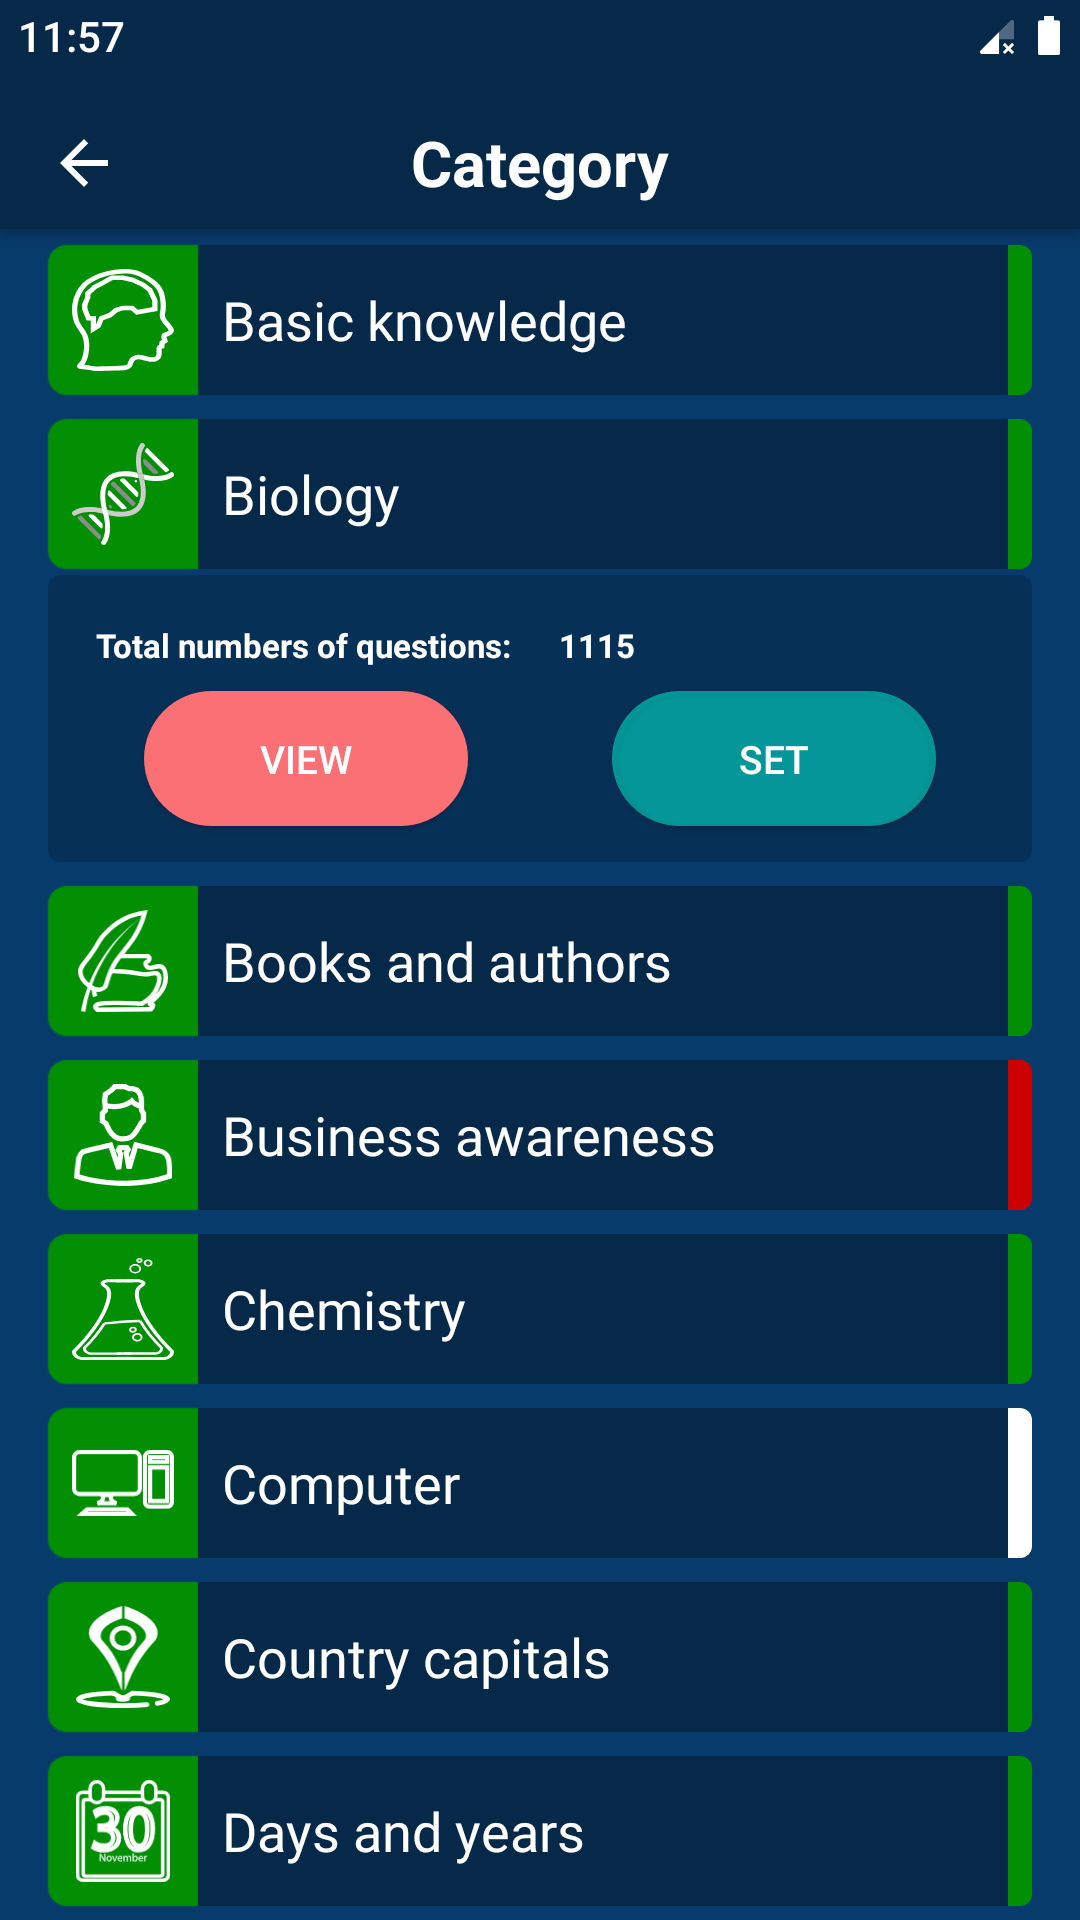 11:57
Category
Basic knowledge
Biology
Total numbers of questions: 1115
VIEW SET
Books and authors
Business awareness
Chemistry
Computer
Country capitals
30
November
Days and years